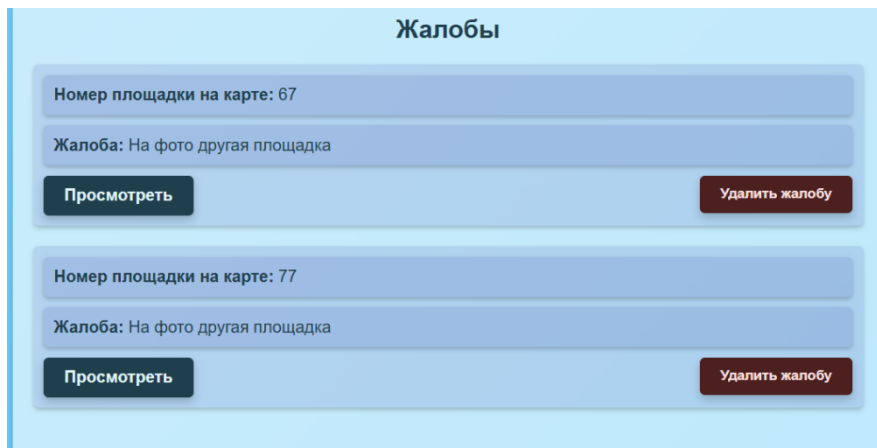 Жалобы
Номер площадки на карте: 67
Жалоба: На фото другая площадка
Просмотреть
Удалить жалобу
Номер площадки на карте: 77
Жалоба: На фото другая площадка
Просмотреть
Удалить жалобу